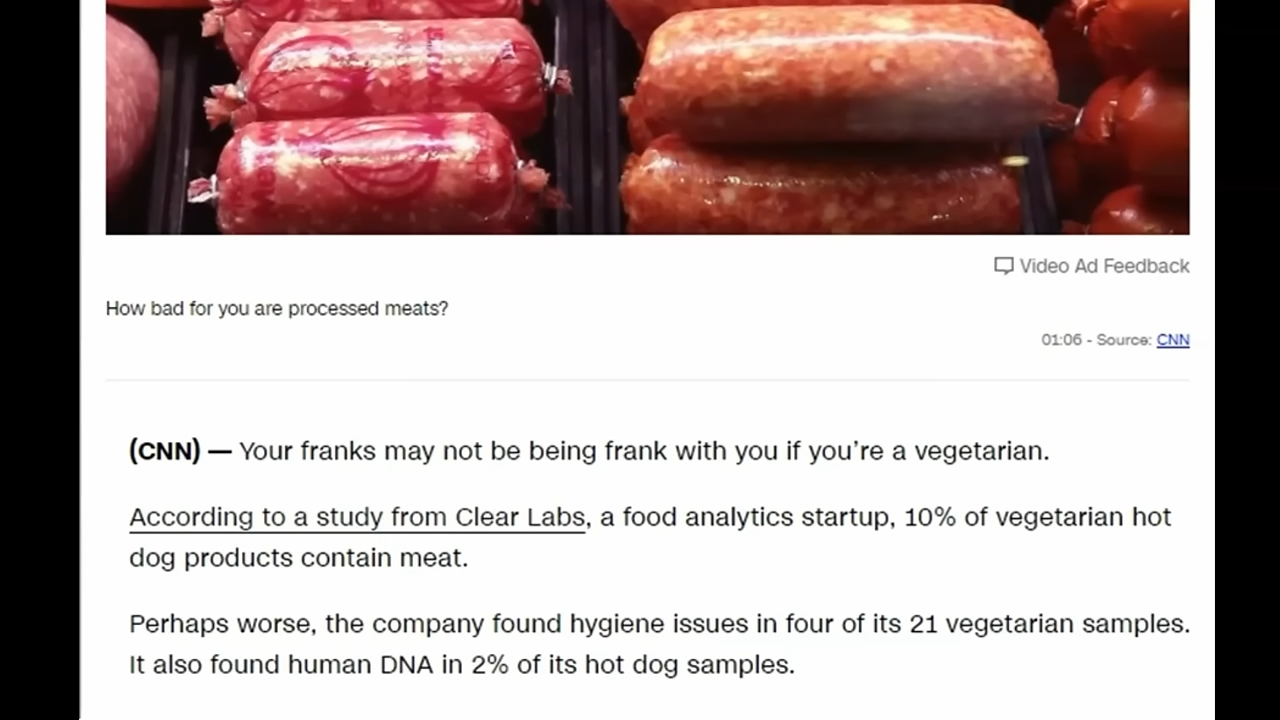 Video Ad Feedback
How bad for you are processed meats?
01:06 - Source: CNN
(CNN) — Your franks may not be being frank with you if you’re a vegetarian.
According to a study from Clear Labs, a food analytics startup, 10% of vegetarian hot
dog products contain meat.
Perhaps worse, the company found hygiene issues in four of its 21 vegetarian samples.
It also found human DNA in 2% of its hot dog samples.